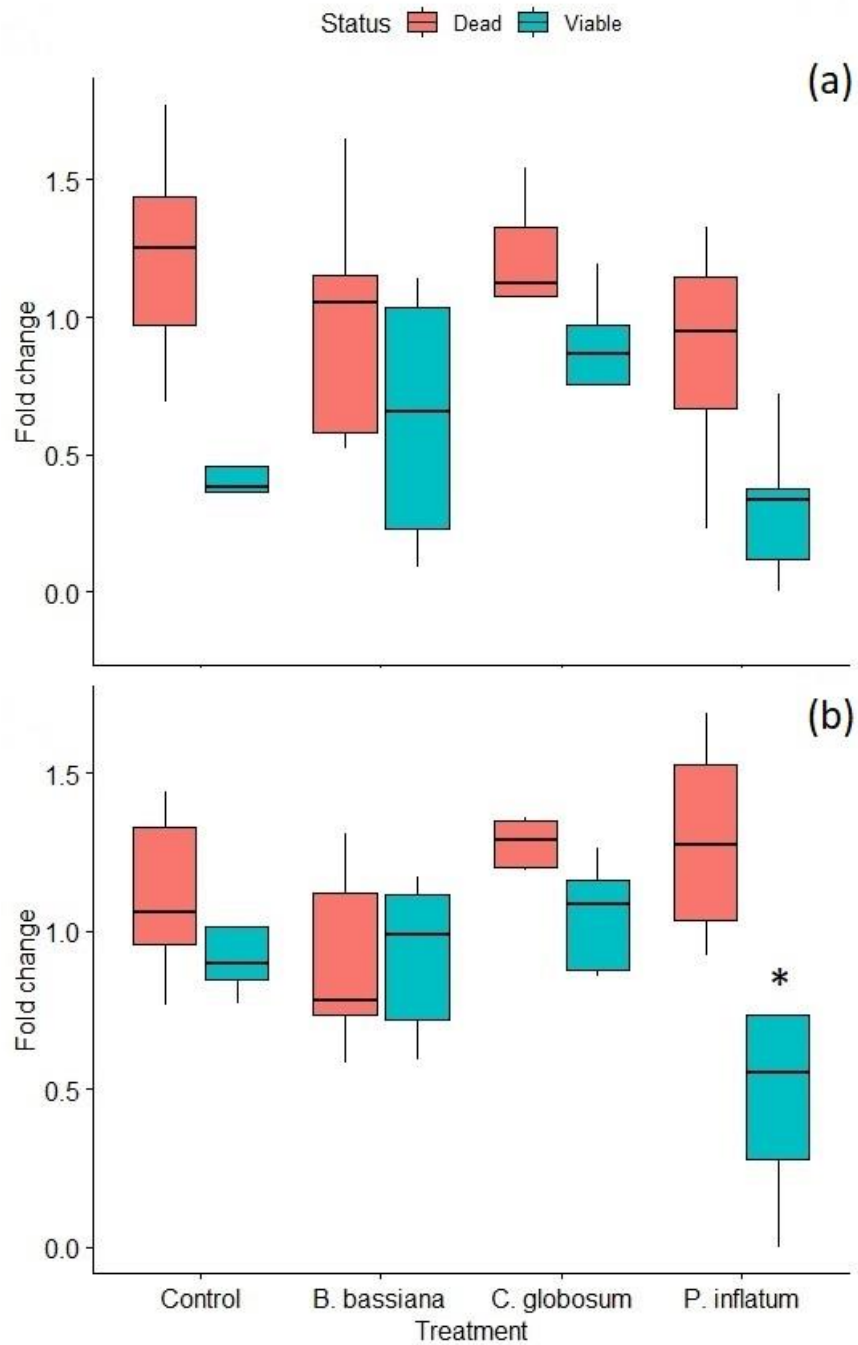 Status Dead Viable
(a)
1.5
1.0
0.5
0.0
Fold change
(b)
1.5
1.0
0.5
0.0
Fold change
*
Control B. bassiana C. globosum P. inflatum
Treatment